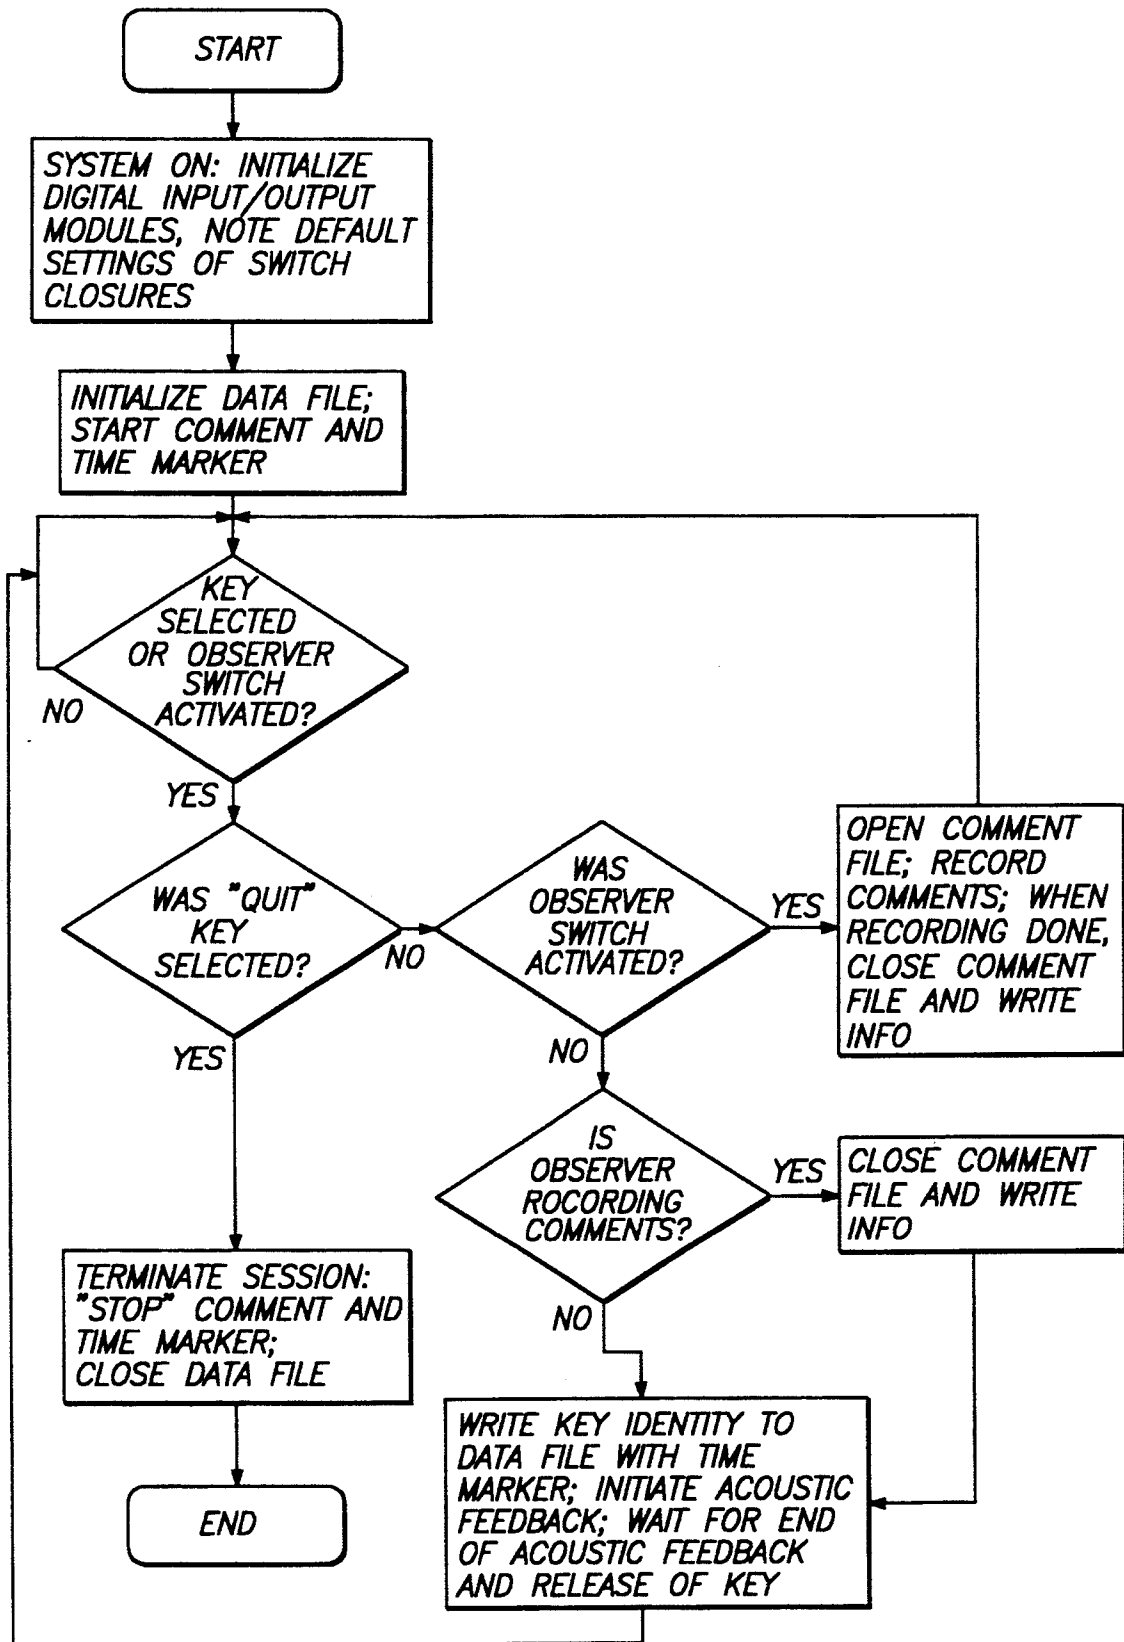 START
SYSTEM ON: INITIALIZE
DIGITAL INPUT/OUTPUT
MODULES, NOTE DEFAULT
SETTINGS OF SWITCH
CLOSURES
INITIALIZE DATA FILE;
START COMMENT AND
TIME MARKER
KEY
SELECTED
OR OBSERVER
SWITCH
ACTIVATED?
NO
YES
WAS "QUIT"
KEY
SELECTED?
NO
YES
WAS
OBSERVER
SWITCH
ACTIVATED?
YES
NO
OPEN COMMENT
FILE; RECORD
COMMENTS; WHEN
RECORDING DONE,
CLOSE COMMENT
FILE AND WRITE
INFO
IS
OBSERVER
ROCORDING
COMMENTS?
YES
NO
CLOSE COMMENT
FILE AND WRITE
INFO
TERMINATE SESSION:
"STOP" COMMENT AND
TIME MARKER;
CLOSE DATA FILE
END
WRITE KEY IDENTITY TO
DATA FILE WITH TIME
MARKER; INITIATE ACOUSTIC
FEEDBACK; WAIT FOR END
OF ACOUSTIC FEEDBACK
AND RELEASE OF KEY